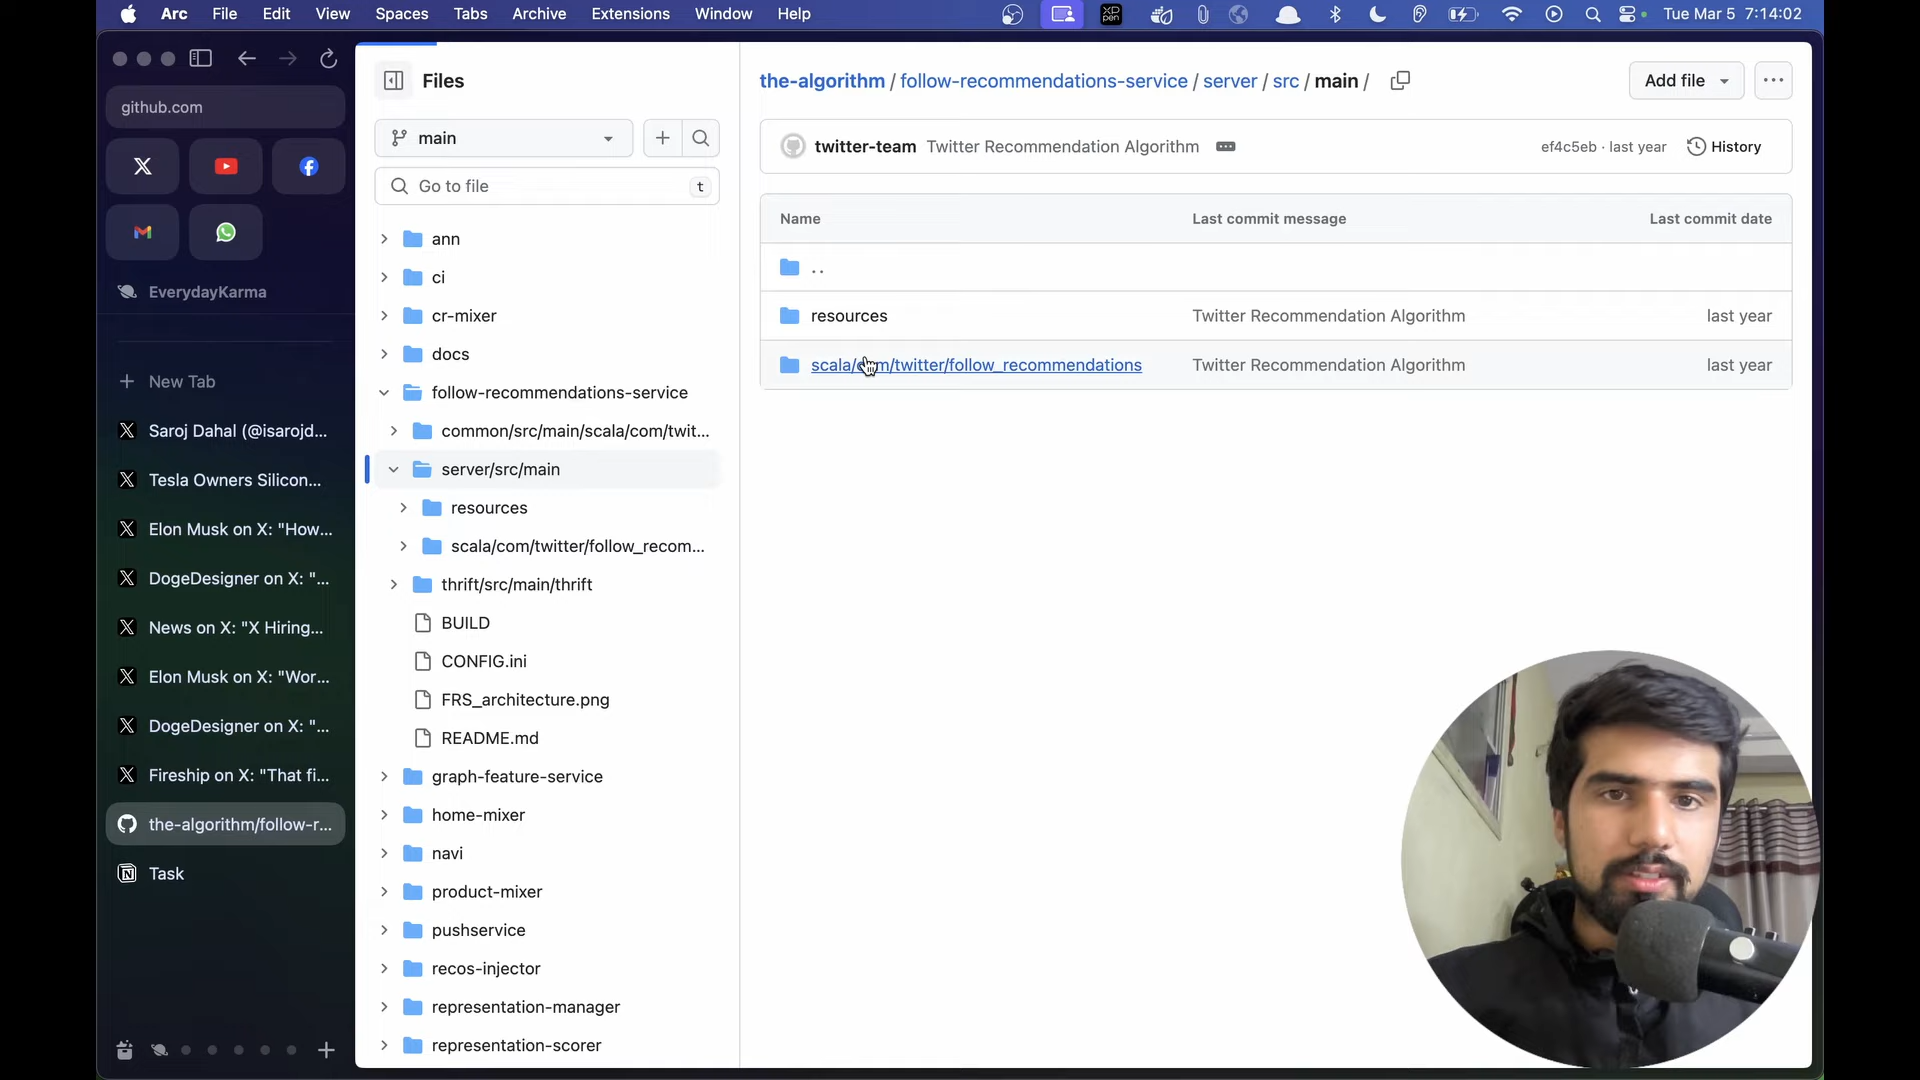 Arc File Edit View Spaces Tabs Archive Extensions Window Help XP PEN Tue Mar 5 7:14:02
github.com
EverydayKarma
New Tab
Saroj Dahal (@isarojd...
Tesla Owners Silicon...
Elon Musk on X: "How...
DogeDesigner on X: "...
News on X: "X Hiring...
Elon Musk on X: "Wor...
DogeDesigner on X: "...
Fireship on X: "That fi...
the-algorithm/follow-r...
Task
Files
main
Go to file t
ann
ci
cr-mixer
docs
follow-recommendations-service
common/src/main/scala/com/twit...
server/src/main
resources
scala/com/twitter/follow_recom...
thrift/src/main/thrift
BUILD
CONFIG.ini
FRS_architecture.png
README.md
graph-feature-service
home-mixer
navi
product-mixer
pushservice
recos-injector
representation-manager
representation-scorer
the-algorithm / follow-recommendations-service / server / src / main /
Add file
twitter-team Twitter Recommendation Algorithm ef4c5eb · last year History
Name Last commit message Last commit date
..
resources Twitter Recommendation Algorithm last year
scala/com/twitter/follow_recommendations Twitter Recommendation Algorithm last year